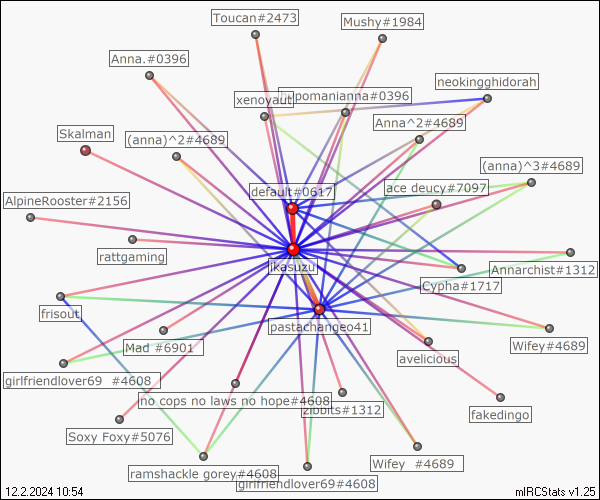 Toucan#2473
Mushy#1984
Anna.#0396
neokingghidorah
xenoyaut
hypomanianna#0396
Anna^2#4689
Skalman
(anna)^2#4689
(anna)^3#4689
ace deucy#7097
default#0617
AlpineRooster#2156
rattgaming
ikasuzu
Annarchist#1312
Cypha#1717
frisout
pastachangeo41
Mad #6901
Wifey#4689
avelicious
girlfriendlover69 #4608
no cops no laws no hope#4608
zibbits#1312
fakedingo
Soxy Foxy#5076
ramshackle gorey#4608
Wifey #4689
girlfriendlover69#4608
12.2.2024 10:54
mIRCStats v1.25